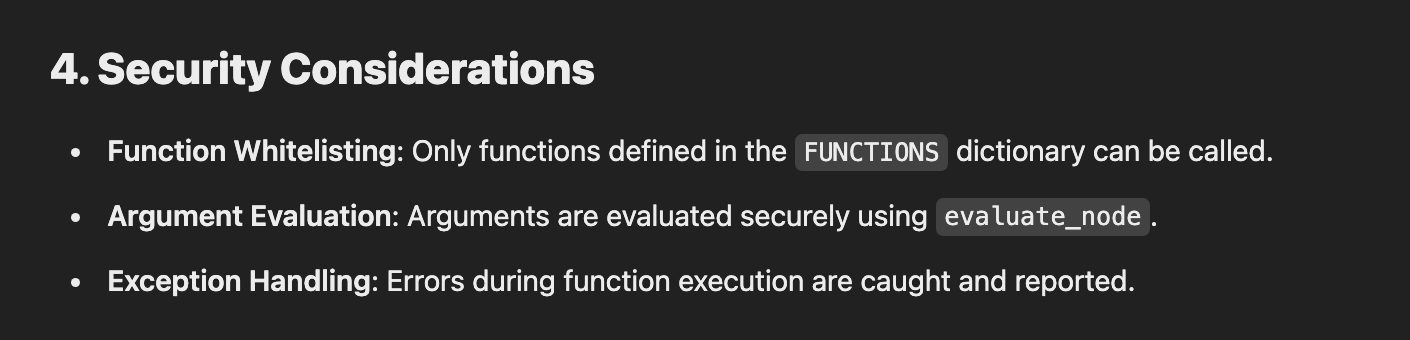 4. Security Considerations
• Function Whitelisting: Only functions defined in the FUNCTIONS dictionary can be called.
• Argument Evaluation: Arguments are evaluated securely using evaluate_node.
• Exception Handling: Errors during function execution are caught and reported.